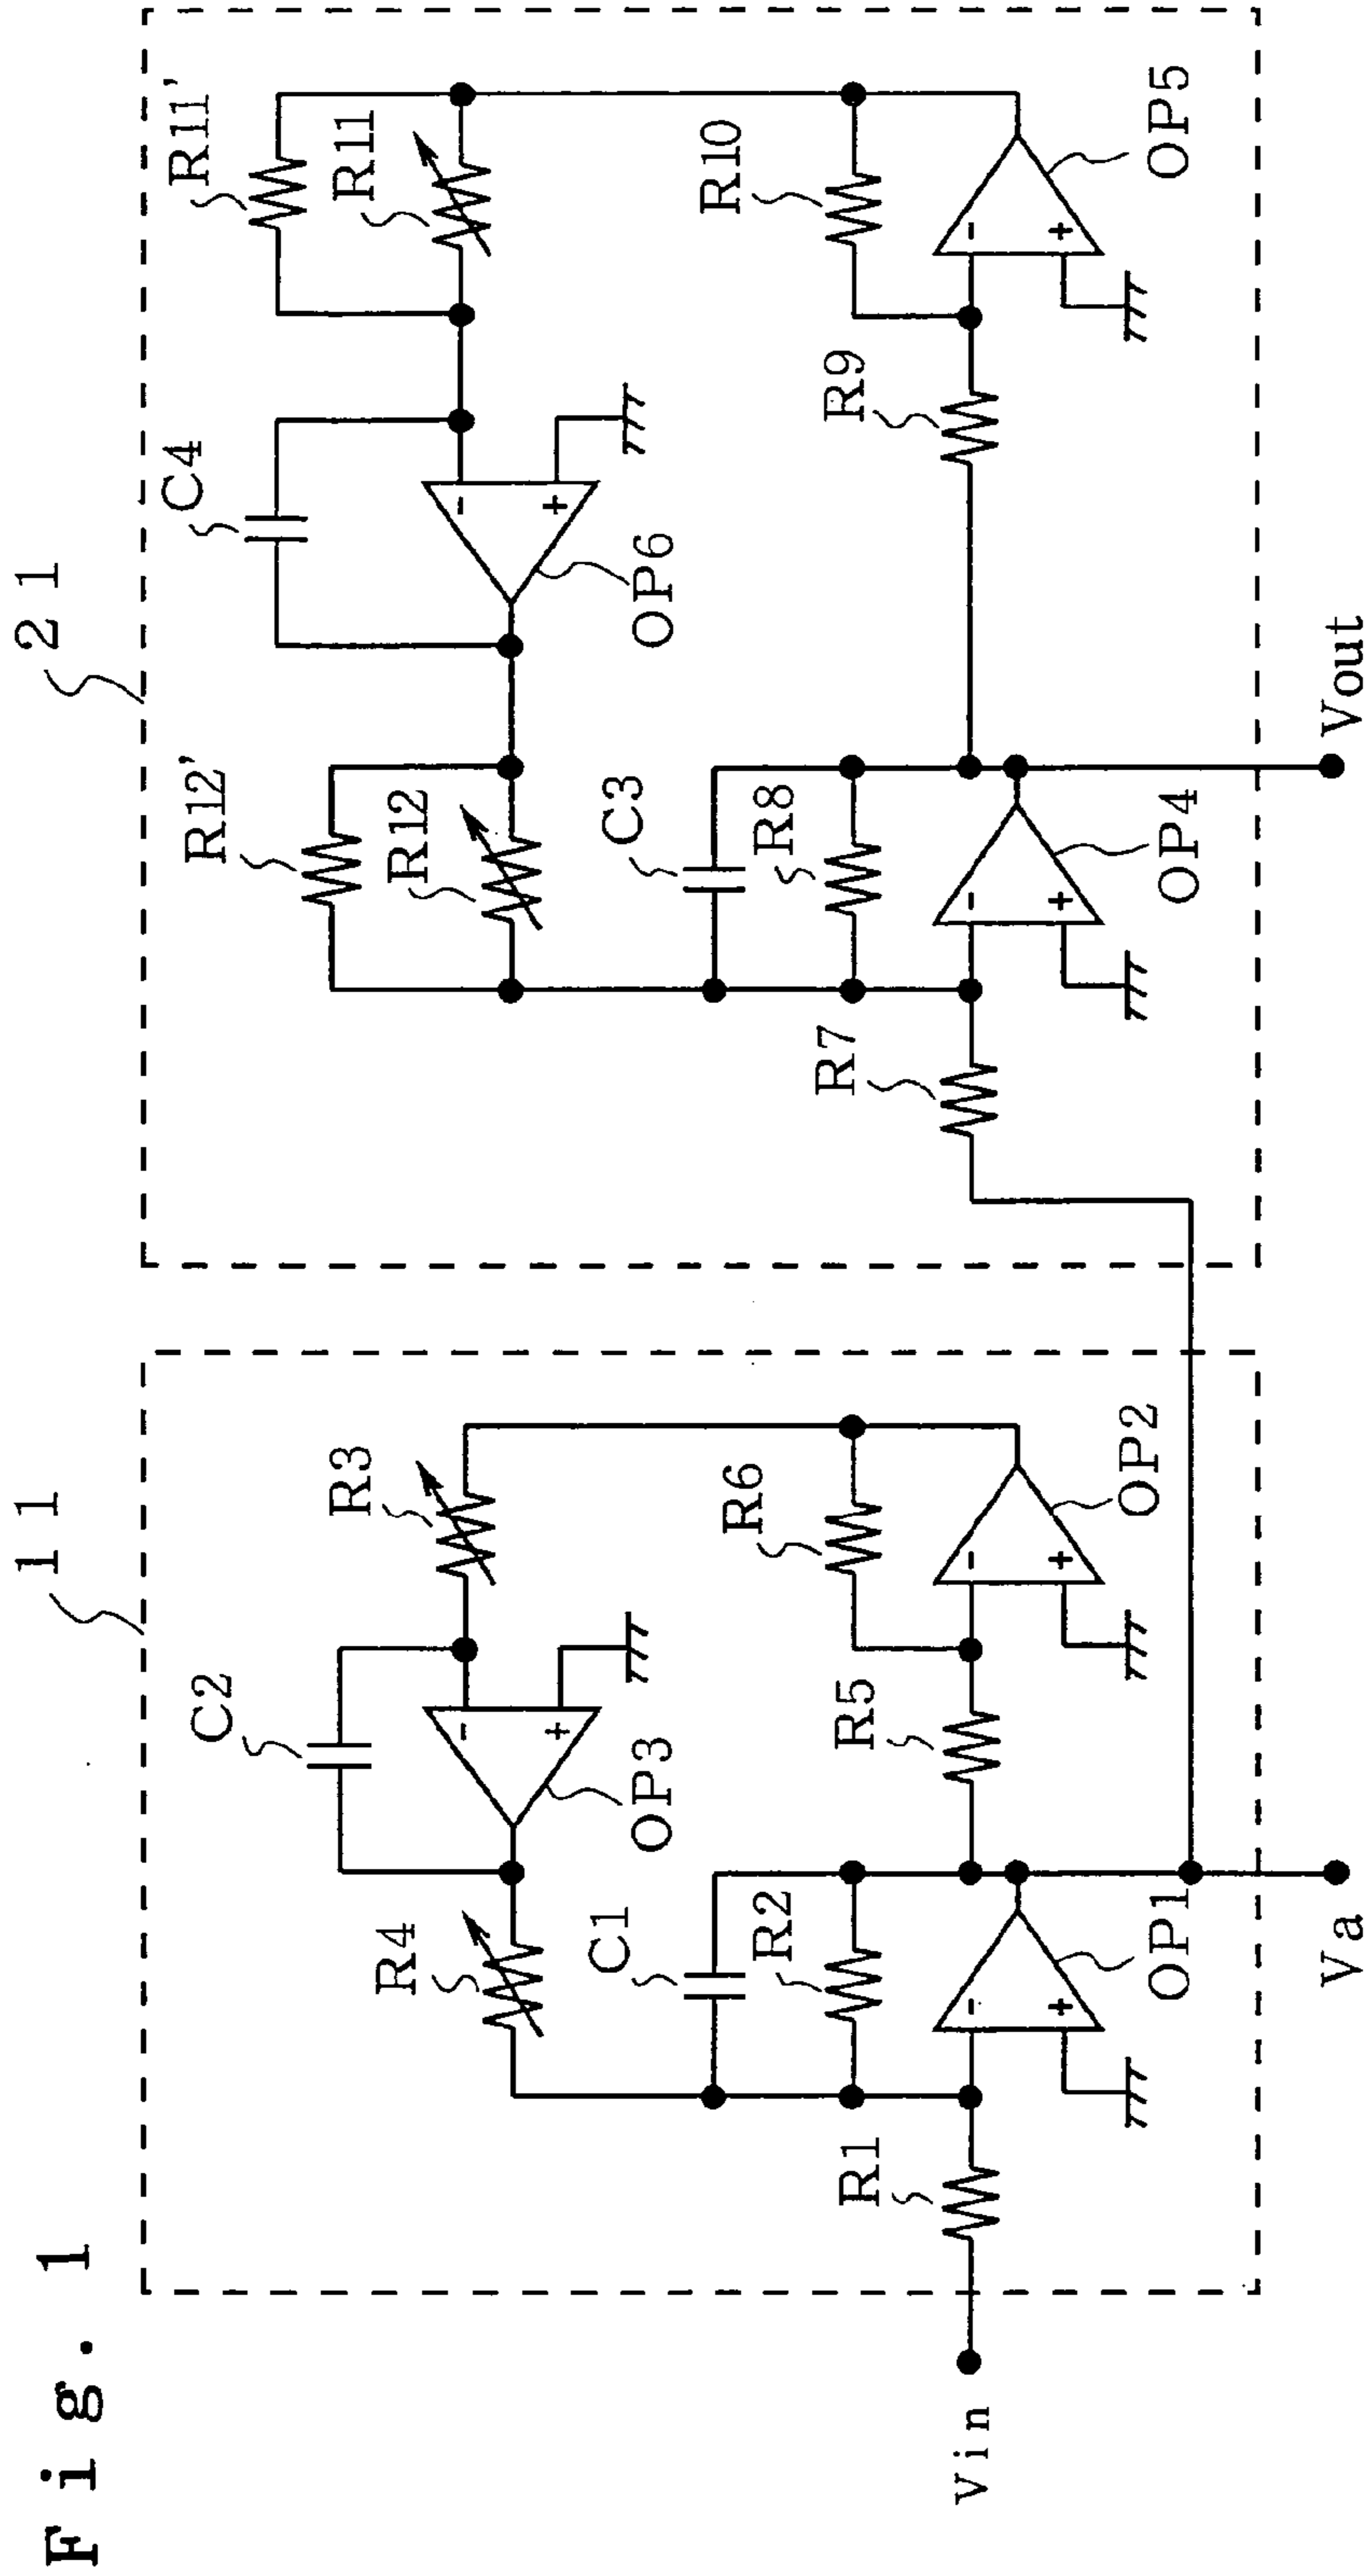 Fig. 1
11
21
C2
R3
R4
OP3
C1
R2
R6
R1
R5
OP1
OP2
Vin
Va
C4
R11'
R12'
R11
R12
OP6
C3
R8
R10
R7
R9
OP4
OP5
Vout